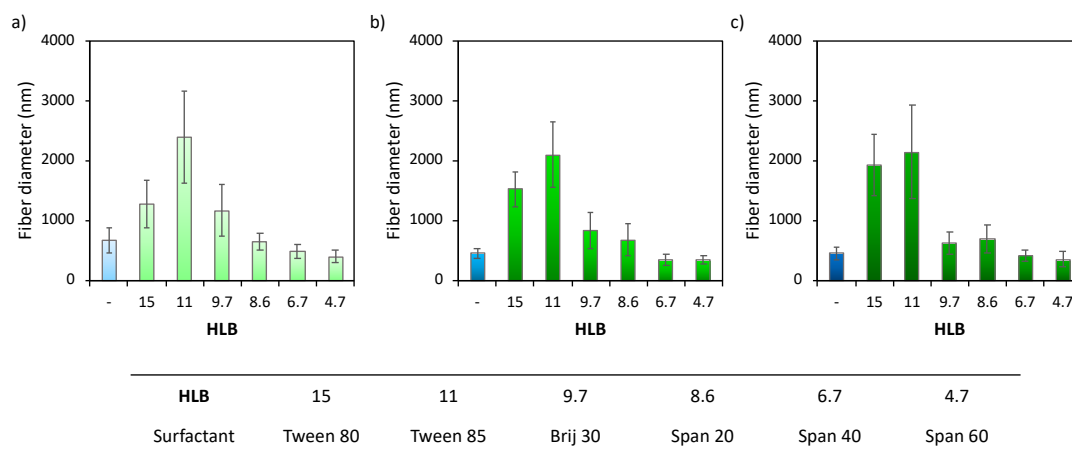 a)
4000
3000
2000
1000
0
Fiber diameter (nm)
- 15 11 9.7 8.6 6.7 4.7
HLB
b)
4000
3000
2000
1000
0
Fiber diameter (nm)
- 15 11 9.7 8.6 6.7 4.7
HLB
c)
4000
3000
2000
1000
0
Fiber diameter (nm)
- 15 11 9.7 8.6 6.7 4.7
HLB
HLB 15 11 9.7 8.6 6.7 4.7
Surfactant Tween 80 Tween 85 Brij 30 Span 20 Span 40 Span 60